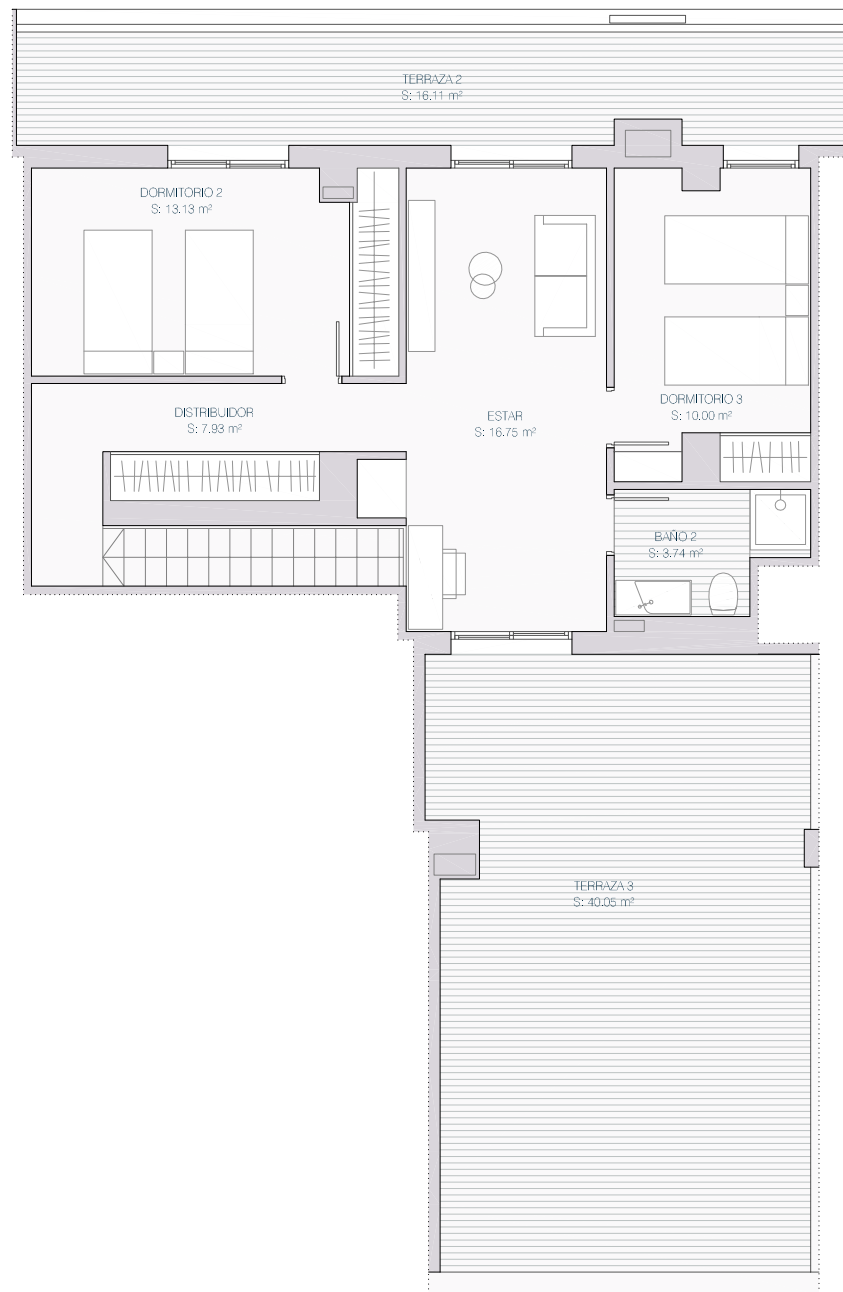 TERRAZA 2
S: 16.11 m²
DORMITORIO 2
S: 13.13 m²
DORMITORIO 3
S: 10.00 m²
DISTRIBUIDOR
S: 7.93 m²
ESTAR
S: 16.75 m²
BAÑO 2
S: 3.74 m²
TERRAZA 3
S: 40.05 m²